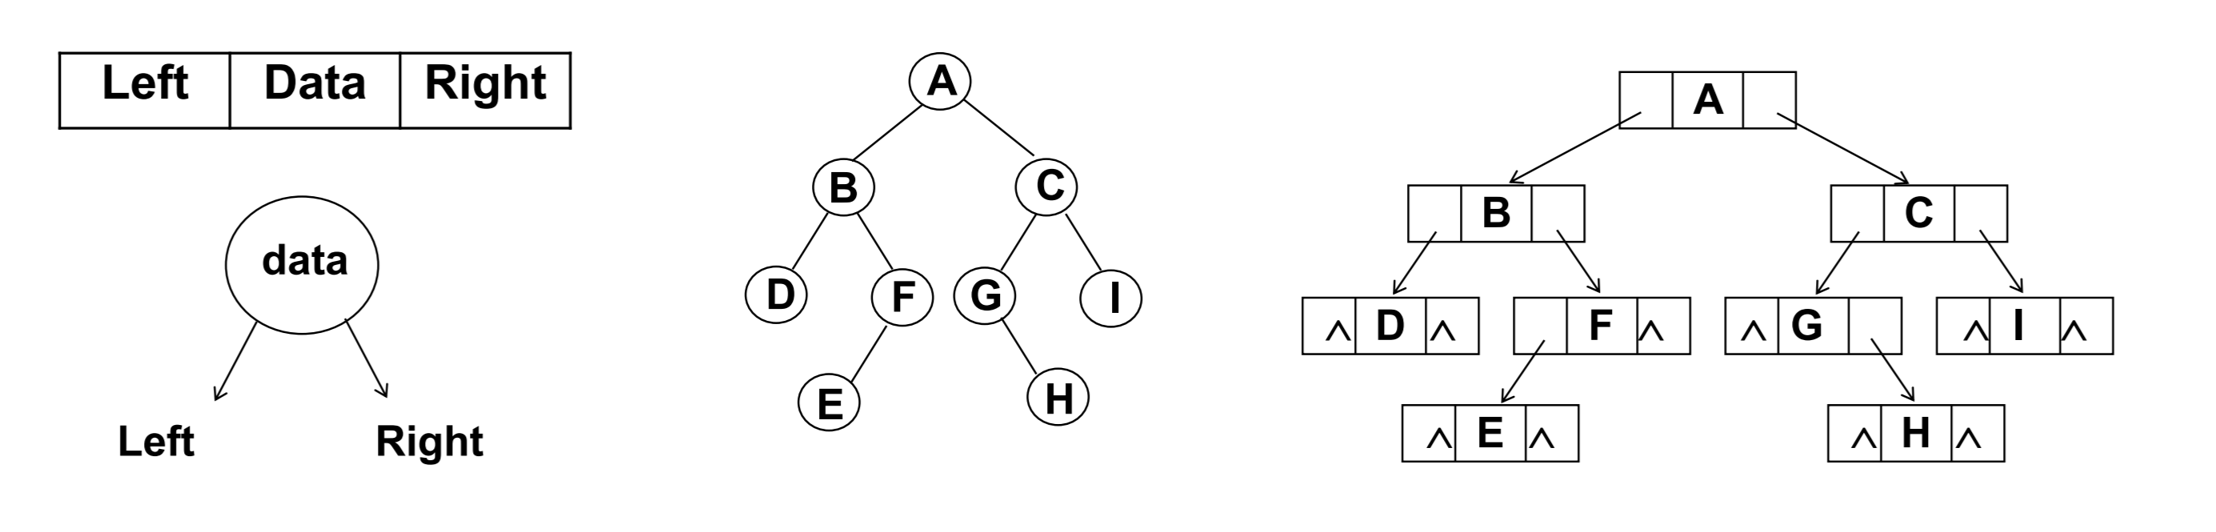 Left Data Right
data
Left Right
A
B C
D F G I
E H
A
B C
^ D ^ F ^ ^ G ^ I ^
^ E ^ ^ H ^